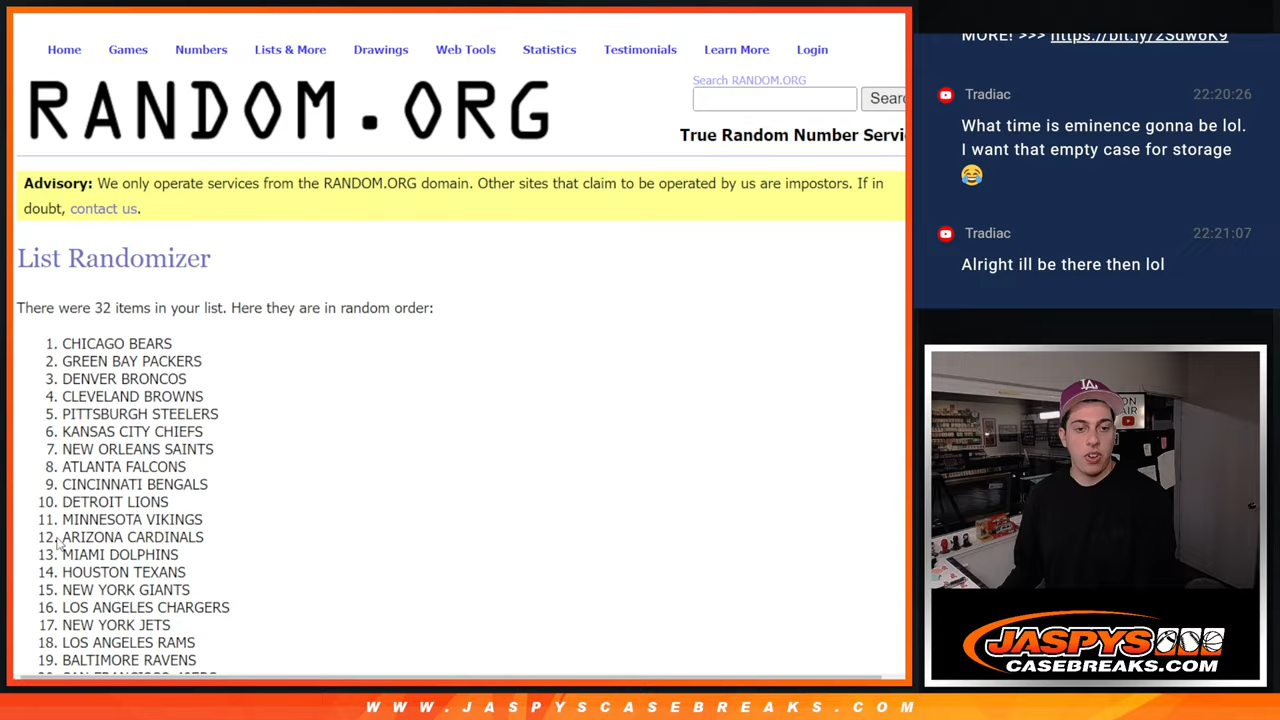 Home Games Numbers Lists & More Drawings Web Tools Statistics Testimonials Learn More Login
RANDOM.ORG
Search RANDOM.ORG
Searc
True Random Number Servi
Advisory: We only operate services from the RANDOM.ORG domain. Other sites that claim to be operated by us are impostors. If in
doubt, contact us.
List Randomizer
There were 32 items in your list. Here they are in random order:
1. CHICAGO BEARS
2. GREEN BAY PACKERS
3. DENVER BRONCOS
4. CLEVELAND BROWNS
5. PITTSBURGH STEELERS
6. KANSAS CITY CHIEFS
7. NEW ORLEANS SAINTS
8. ATLANTA FALCONS
9. CINCINNATI BENGALS
10. DETROIT LIONS
11. MINNESOTA VIKINGS
12. ARIZONA CARDINALS
13. MIAMI DOLPHINS
14. HOUSTON TEXANS
15. NEW YORK GIANTS
16. LOS ANGELES CHARGERS
17. NEW YORK JETS
18. LOS ANGELES RAMS
19. BALTIMORE RAVENS
MORE! >>> https://bit.ly/2Sdw6K9
Tradiac 22:20:26
What time is eminence gonna be lol.
I want that empty case for storage
😂
Tradiac 22:21:07
Alright ill be there then lol
LA
ON
AIR
JASPYS
CASEBREAKS.COM
WWW.JASPYSCASEBREAKS.COM